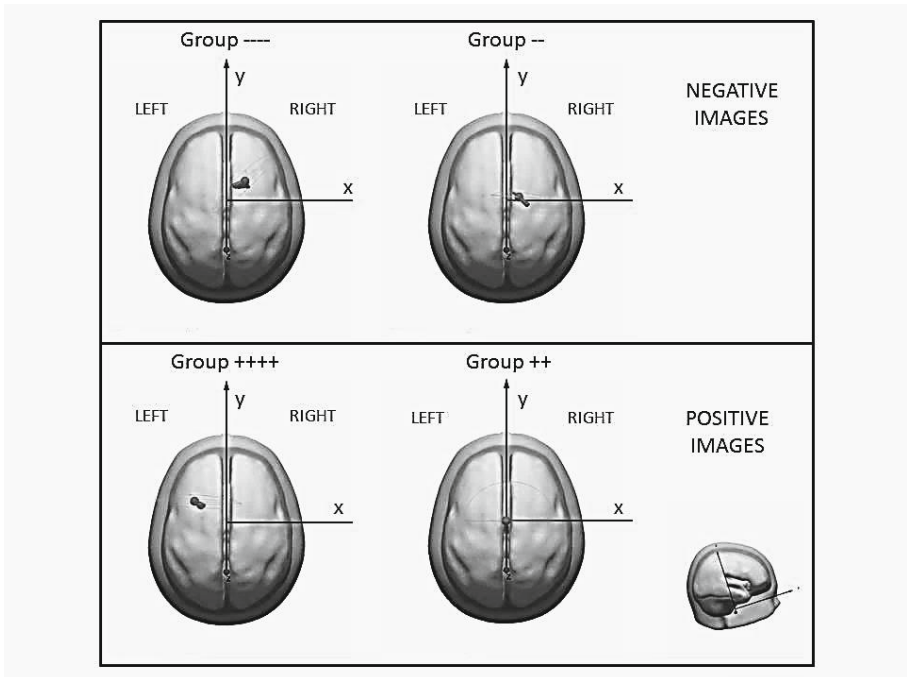 Group ----
Group --
y
y
LEFT
RIGHT
LEFT
RIGHT
NEGATIVE
IMAGES
x
x
z
z
Group ++++
Group ++
y
y
LEFT
RIGHT
LEFT
RIGHT
POSITIVE
IMAGES
x
x
z
z